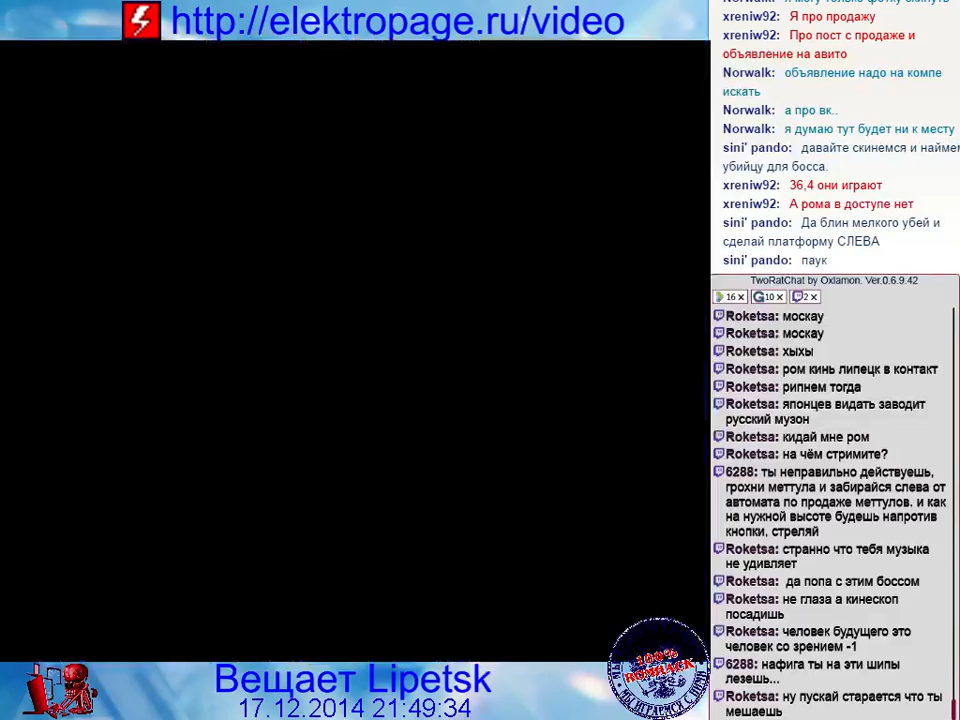 http://elektropage.ru/video
xreniw92: Я про продажу
xreniw92: Про пост с продаже и
объявление на авито
Norwalk: объявление надо на компе
искать
Norwalk: а про вк..
Norwalk: я думаю тут будет ни к месту
sini' pando: давайте скинемся и наймем
убийцу для босса.
xreniw92: 36,4 они играют
xreniw92: А рома в доступе нет
sini' pando: Да блин мелкого убей и
сделай платформу СЛЕВА
sini' pando: паук
TwoRatChat by Oxlamon. Ver.0.6.9.42
16 x G10 x 2 x
Roketsa: москау
Roketsa: москау
Roketsa: хыхы
Roketsa: ром кинь липецк в контакт
Roketsa: рипнем тогда
Roketsa: японцев видать заводит
русский музон
Roketsa: кидай мне ром
Roketsa: на чём стримите?
6288: ты неправильно действуешь,
грохни меттула и забирайся слева от
автомата по продаже меттулов. и как
на нужной высоте будешь напротив
кнопки, стреляй
Roketsa: странно что тебя музыка
не удивляет
Roketsa: да попа с этим боссом
Roketsa: не глаза а кинескоп
посадишь
Roketsa: человек будущего это
человек со зрением -1
6288: нафига ты на эти шипы
лезешь...
Roketsa: ну пускай старается что ты
мешаешь
Вещает Lipetsk
17.12.2014 21:49:34
100%
ROMHACK